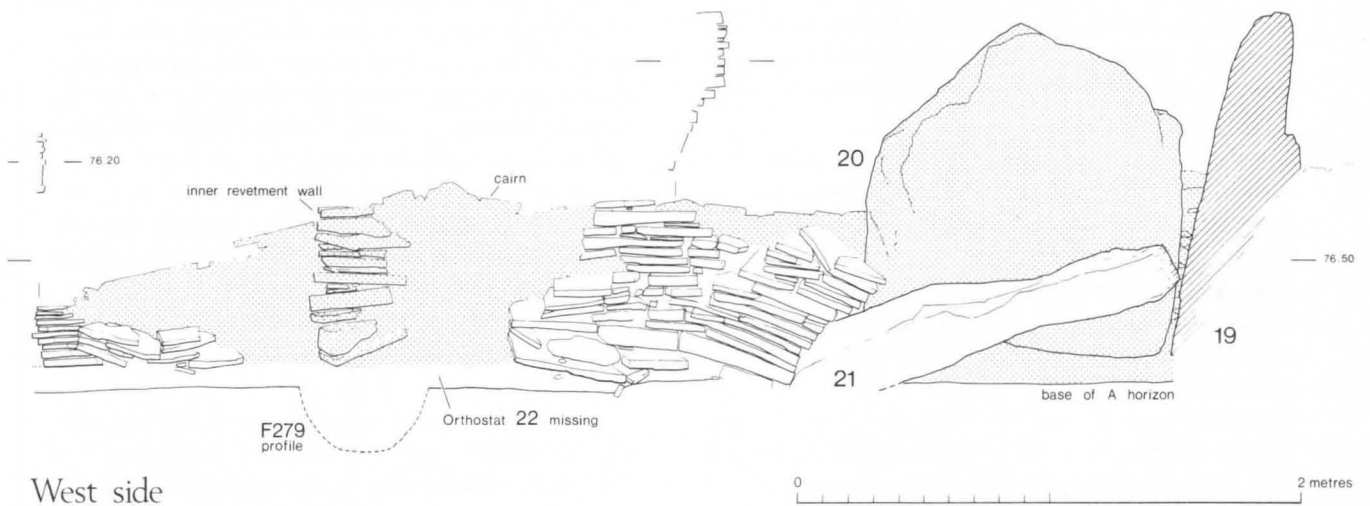 20
76.20
cairn
inner revetment wall
76.50
19
21
base of A horizon
Orthostat 22 missing
F279
profile
West side
0
2 metres